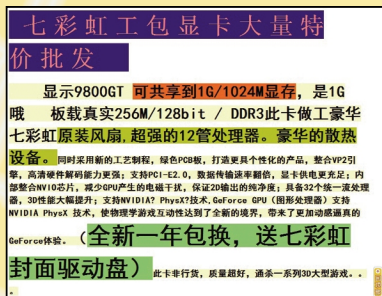 七彩虹工包显卡大量特
价批发
显示9800GT 可共享到1G/1024M显存，是1G
哦 板载真实256M/128bit / DDR3此卡做工豪华
七彩虹原装风扇,超强的12管处理器。豪华的散热
设备。同时采用新的工艺制程，绿色PCB板，打造更具个性化的产品，整合VP2引
擎，高清硬件解码能力更强；支持PCI-E2.0，数据传输速率翻倍，显卡供电更充足；内
部整合NVIO芯片，减少GPU产生的电磁干扰，保证2D输出的纯净度；具备32个统一流处理
器，3D性能大幅提升；支持NVIDIA? PhysX?技术,GeForce GPU（图形处理器）支持
NVIDIA PhysX 技术，使物理学游戏互动性达到了全新的境界，带来了更加动感逼真的
GeForce体验。（全新一年包换，送七彩虹
封面驱动盘）此卡非行货，质量超好，通杀一系列3D大型游戏。。
。